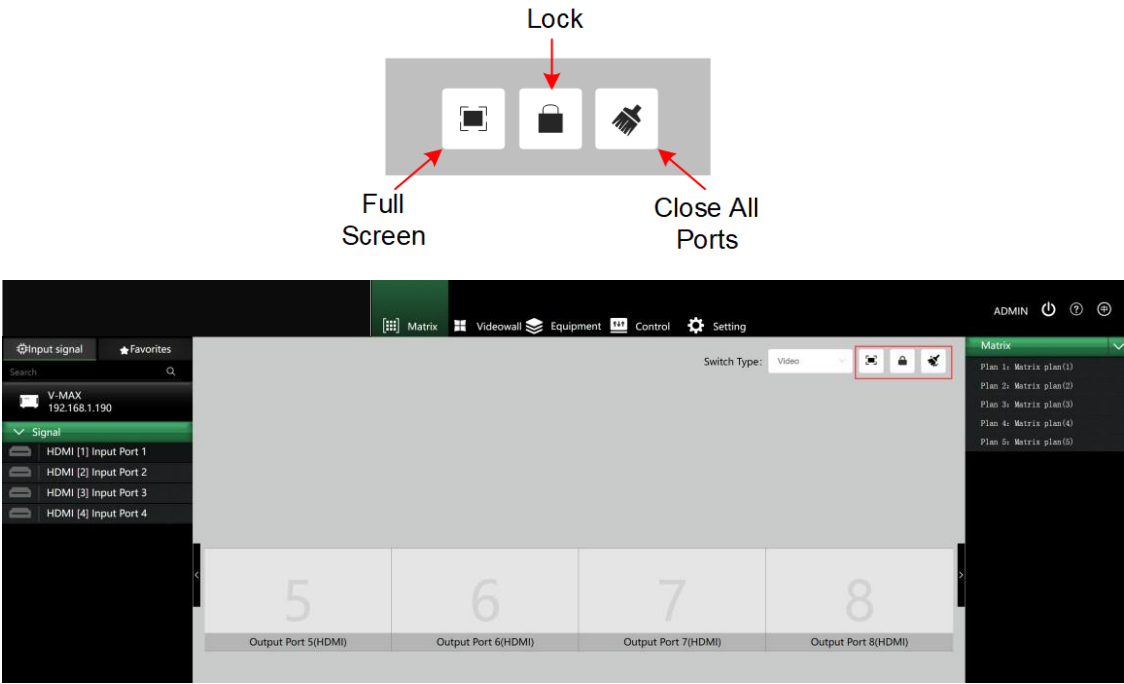 Lock
Full
Screen
Close All
Ports
Matrix
Videowall
Equipment
Control
Setting
ADMIN
?
中
Input signal
Favorites
Search
V-MAX
192.168.1.190
Signal
HDMI [1] Input Port 1
HDMI [2] Input Port 2
HDMI [3] Input Port 3
HDMI [4] Input Port 4
Switch Type:
Video
5
6
7
8
Output Port 5(HDMI)
Output Port 6(HDMI)
Output Port 7(HDMI)
Output Port 8(HDMI)
Matrix
Plan 1: Matrix plan(1)
Plan 2: Matrix plan(2)
Plan 3: Matrix plan(3)
Plan 4: Matrix plan(4)
Plan 5: Matrix plan(5)